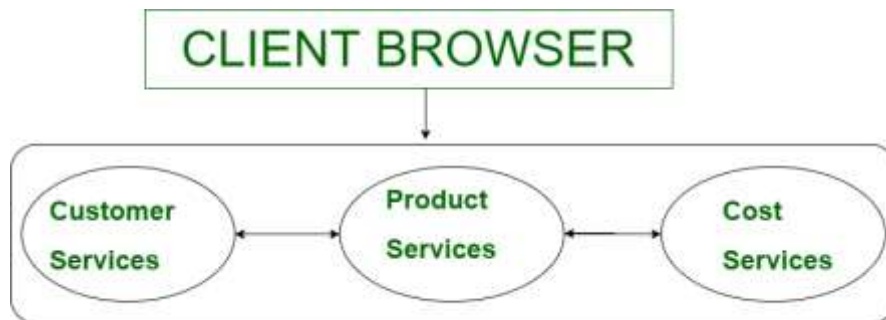 CLIENT BROWSER
Customer
Services
Product
Services
Cost
Services